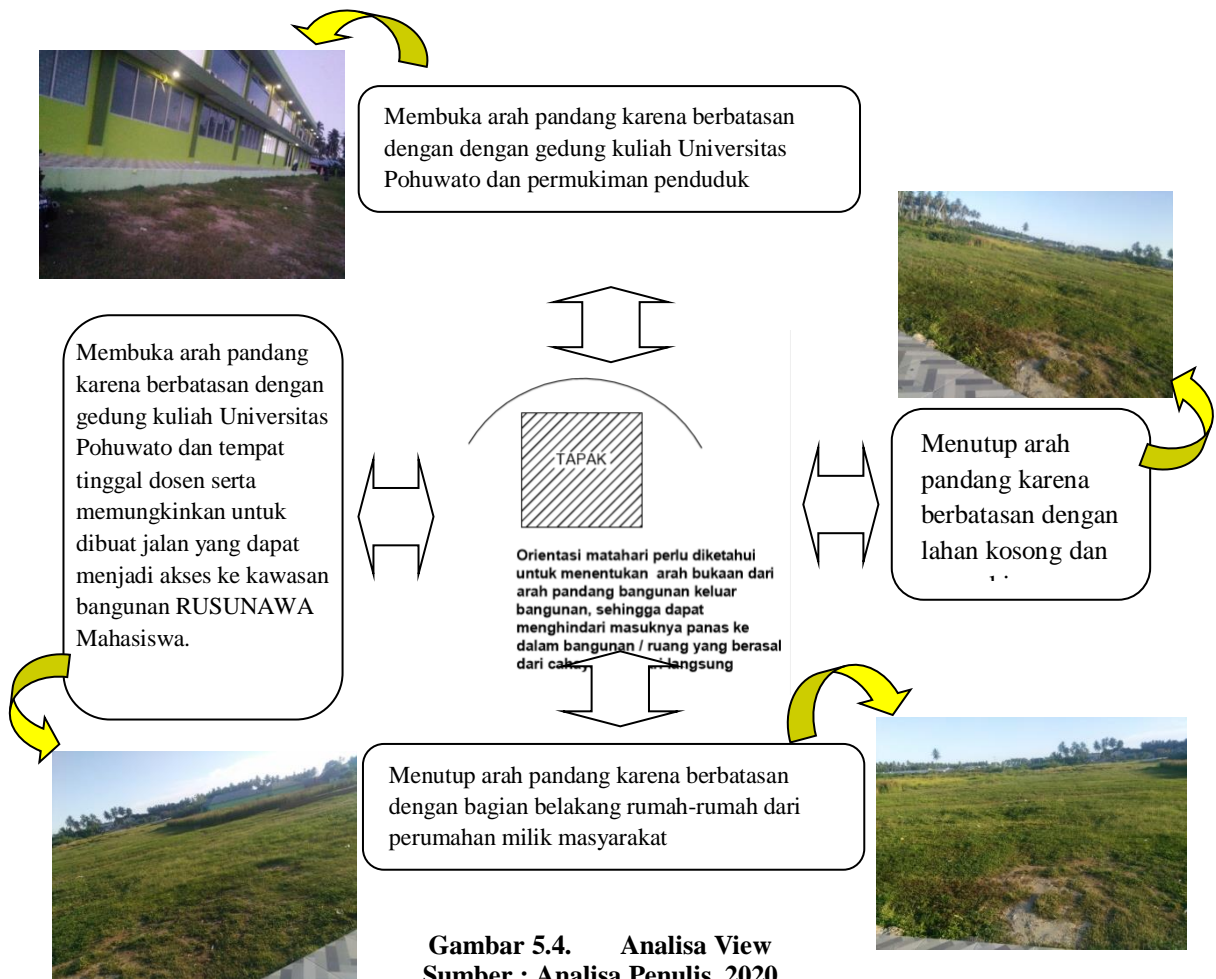 Membuka arah pandang karena berbatasan
dengan dengan gedung kuliah Universitas
Pohuwato dan permukiman penduduk
Membuka arah pandang
karena berbatasan dengan
gedung kuliah Universitas
Pohuwato dan tempat
tinggal dosen serta
memungkinkan untuk
dibuat jalan yang dapat
menjadi akses ke kawasan
bangunan RUSUNAWA
Mahasiswa.
TAPAK
Orientasi matahari perlu diketahui
untuk menentukan arah bukaan dari
arah pandang bangunan keluar
bangunan, sehingga dapat
menghindari masuknya panas ke
dalam bangunan / ruang yang berasal
dari langsung
Menutup arah
pandang karena
berbatasan dengan
lahan kosong dan
Menutup arah pandang karena berbatasan
dengan bagian belakang rumah-rumah dari
perumahan milik masyarakat
Gambar 5.4. Analisa View
Sumber : Analisa Penulis, 2020